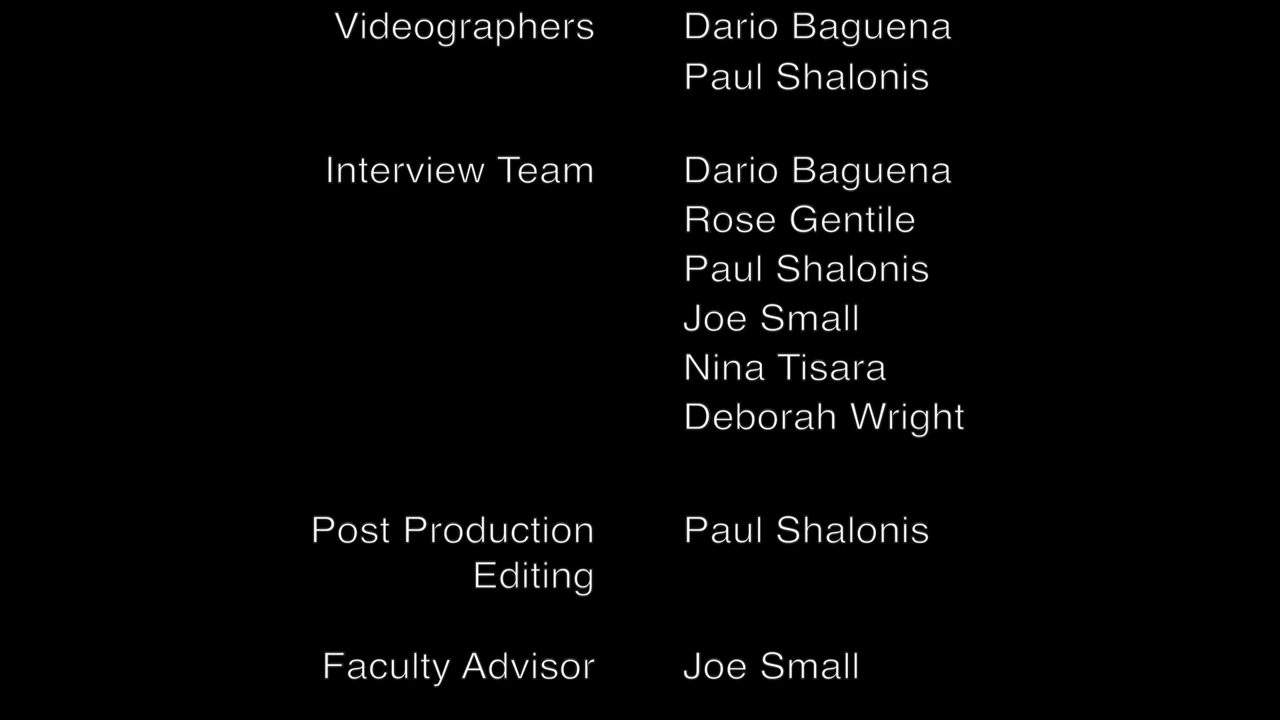 Videographers Dario Baguena
Paul Shalonis
Interview Team Dario Baguena
Rose Gentile
Paul Shalonis
Joe Small
Nina Tisara
Deborah Wright
Post Production Paul Shalonis
Editing
Faculty Advisor Joe Small